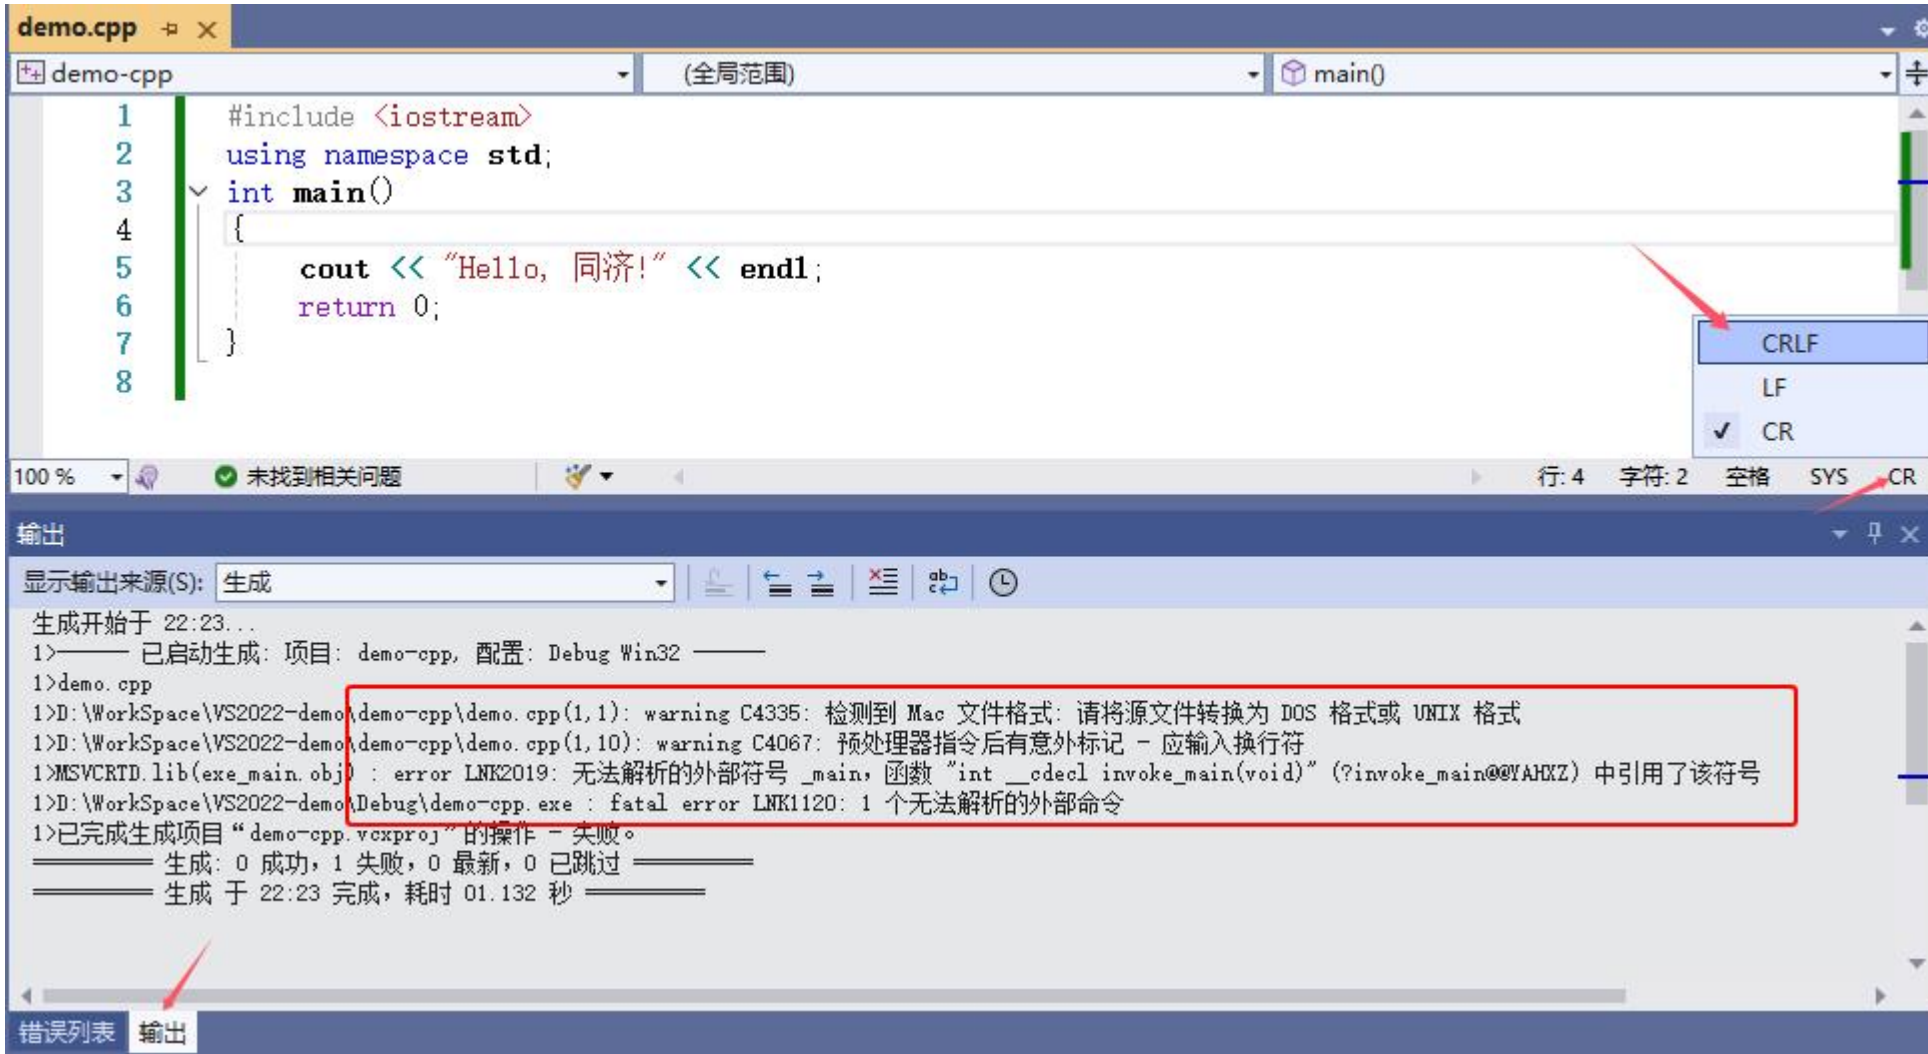 demo.cpp
demo-cpp (全局范围) main()
1 #include <iostream>
2 using namespace std;
3 int main()
4 {
5 cout << "Hello, 同济!" << endl;
6 return 0;
7 }
8
CRLF
LF
CR
100 % 未找到相关问题 行: 4 字符: 2 空格 SYS CR
输出
显示输出来源(S): 生成
生成开始于 22:23...
1>------ 已启动生成: 项目: demo-cpp, 配置: Debug Win32 ------
1>demo.cpp
1>D:\WorkSpace\VS2022-demo\demo-cpp\demo.cpp(1,1): warning C4335: 检测到 Mac 文件格式: 请将源文件转换为 DOS 格式或 UNIX 格式
1>D:\WorkSpace\VS2022-demo\demo-cpp\demo.cpp(1,10): warning C4067: 预处理器指令后有意外标记 - 应输入换行符
1>MSVCRTD.lib(exe_main.obj) : error LNK2019: 无法解析的外部符号 _main，函数 "int __cdecl invoke_main(void)" (?invoke_main@@YAHXZ) 中引用了该符号
1>D:\WorkSpace\VS2022-demo\Debug\demo-cpp.exe : fatal error LNK1120: 1 个无法解析的外部命令
1>已完成生成项目“demo-cpp.vcxproj”的操作 - 失败。
========== 生成: 0 成功，1 失败，0 最新，0 已跳过 ==========
========== 生成 于 22:23 完成，耗时 01.132 秒 ==========
错误列表 输出